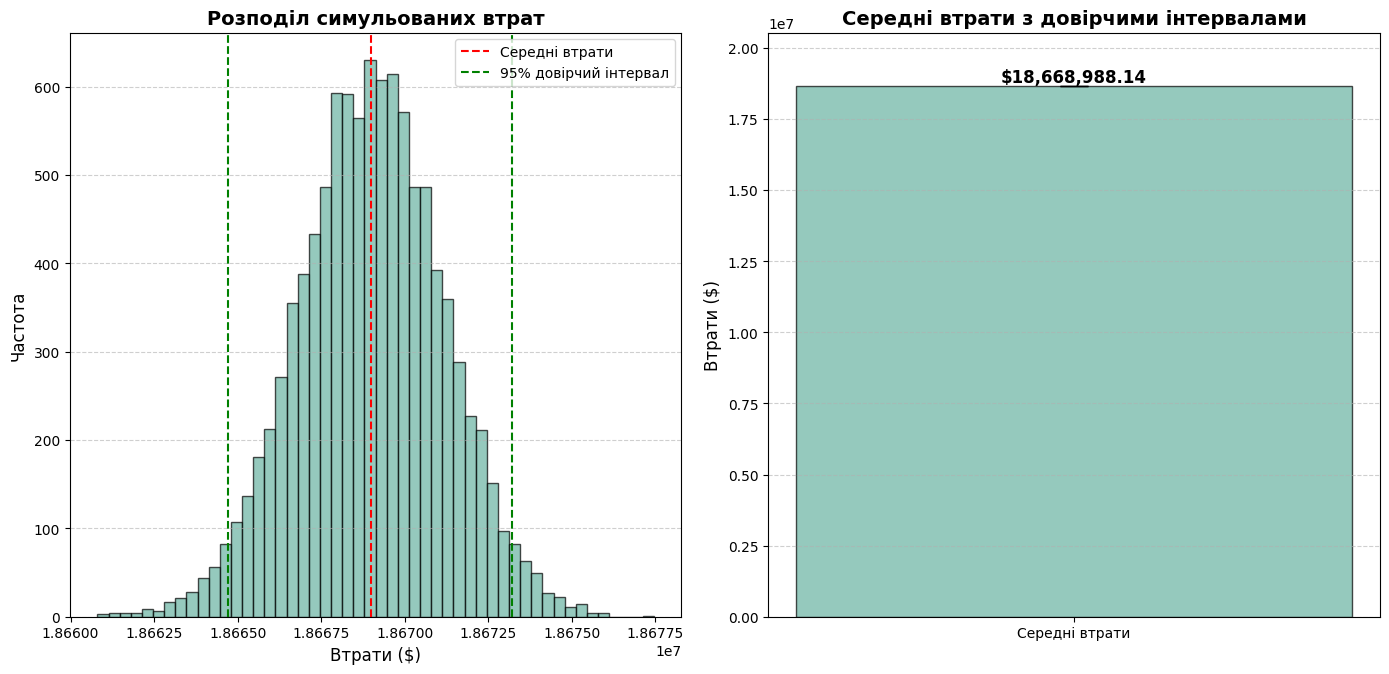 Розподіл симульованих втрат
Середні втрати
95% довірчий інтервал
600
500
400
300
200
100
0
Частота
1.86600 1.86625 1.86650 1.86675 1.86700 1.86725 1.86750 1.86775
1e7
Втрати ($)
Середні втрати з довірчими інтервалами
1e7
$18,668,988.14
2.00
1.75
1.50
1.25
1.00
0.75
0.50
0.25
0.00
Втрати ($)
Середні втрати